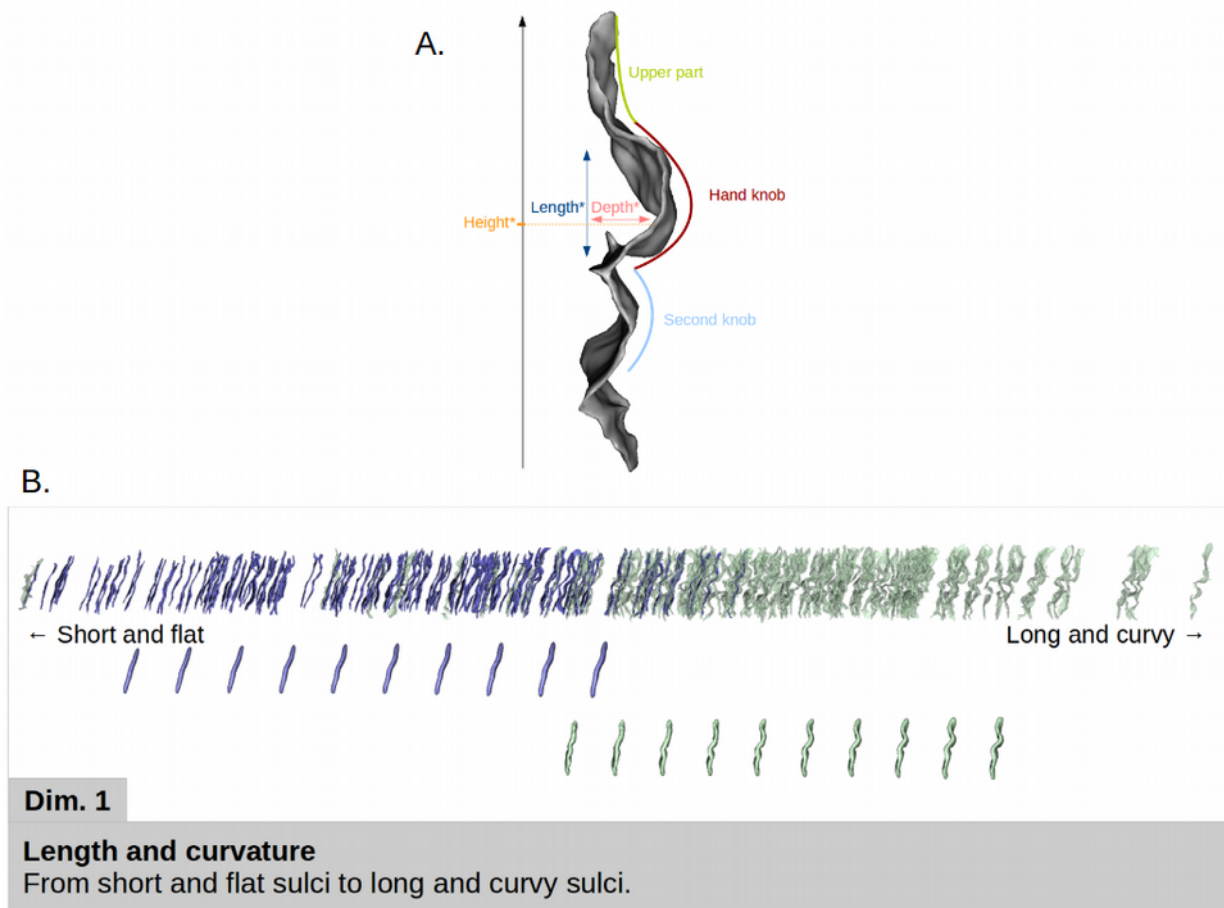 A.
Upper part
Hand knob
Length* Depth*
Height*
Second knob
B.
← Short and flat
Long and curvy →
Dim. 1
Length and curvature
From short and flat sulci to long and curvy sulci.